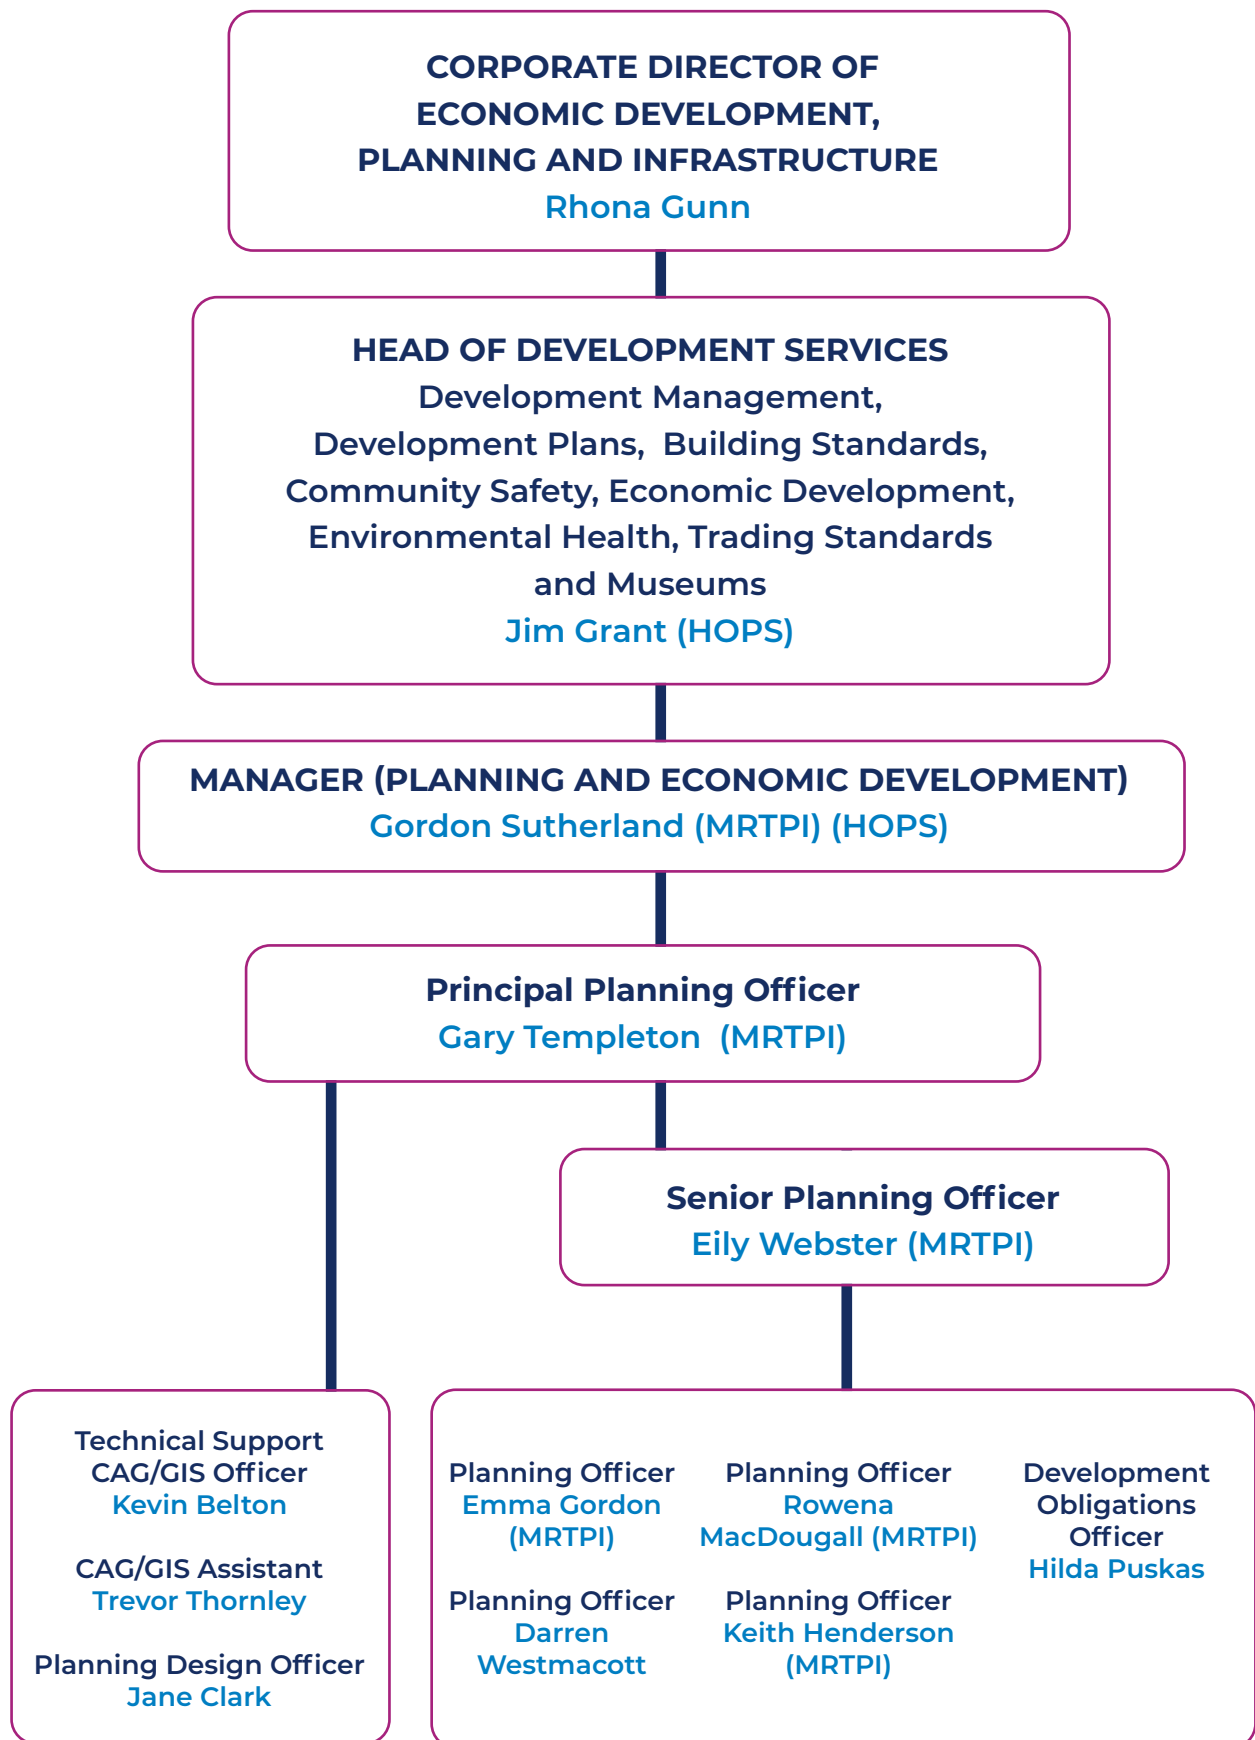 CORPORATE DIRECTOR OF
ECONOMIC DEVELOPMENT,
PLANNING AND INFRASTRUCTURE
Rhona Gunn
HEAD OF DEVELOPMENT SERVICES
Development Management,
Development Plans, Building Standards,
Community Safety, Economic Development,
Environmental Health, Trading Standards
and Museums
Jim Grant (HOPS)
MANAGER (PLANNING AND ECONOMIC DEVELOPMENT)
Gordon Sutherland (MRTPI) (HOPS)
Principal Planning Officer
Gary Templeton (MRTPI)
Senior Planning Officer
Eily Webster (MRTPI)
Technical Support
CAG/GIS Officer
Kevin Belton
CAG/GIS Assistant
Trevor Thornley
Planning Design Officer
Jane Clark
Planning Officer
Emma Gordon
(MRTPI)
Planning Officer
Darren
Westmacott
Planning Officer
Rowena
MacDougall (MRTPI)
Planning Officer
Keith Henderson
(MRTPI)
Development
Obligations
Officer
Hilda Puskas